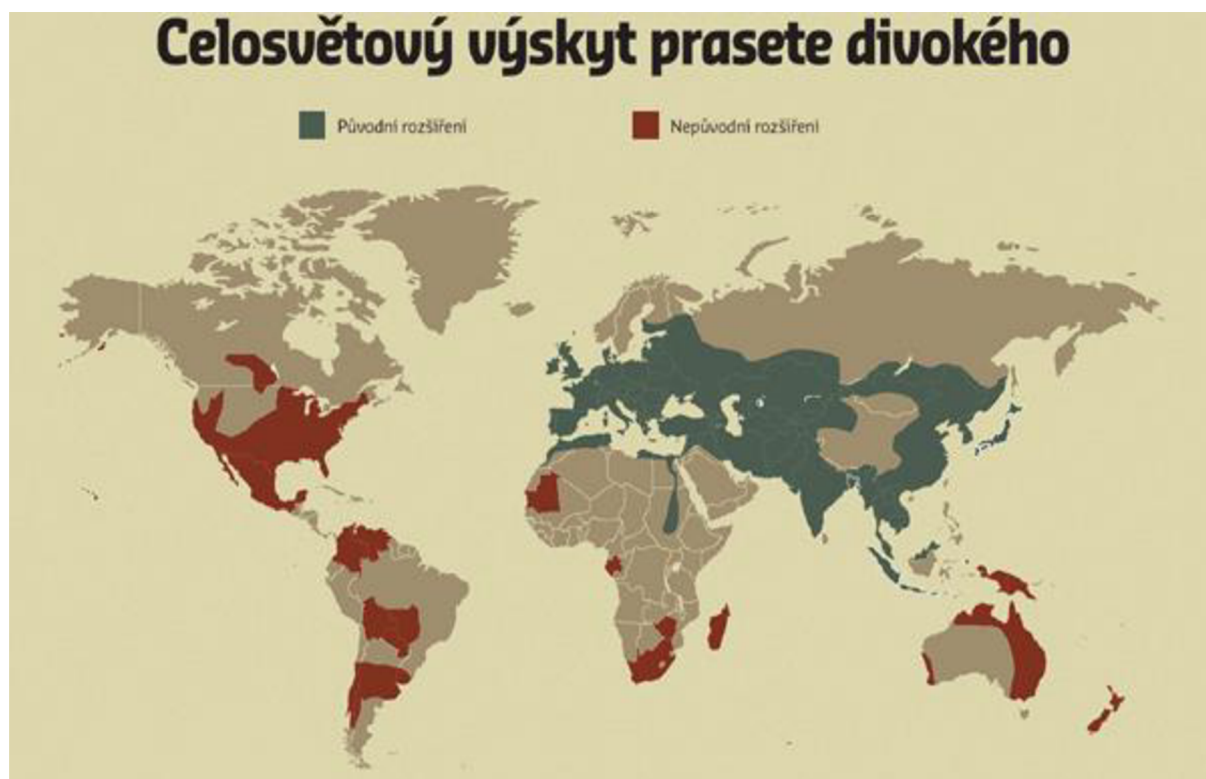 Celosvětový výskyt prasete divokého
Původní rozšíření
Nepůvodní rozšíření